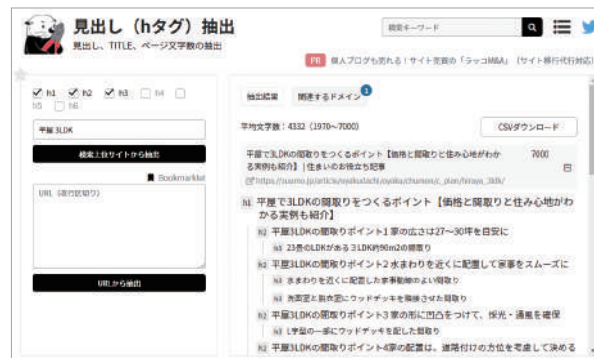 見出し（hタグ）抽出
見出し、TITLE、ページ文字数の抽出
検索キーワード
PR 個人ブログも売れる！サイト売買の「ラッコM&A」（サイト移行代行対応）
h1 h2 h3 h4
h5 h6
平屋 3LDK
検索上位サイトから抽出
Bookmarklet
URL（改行区切り）
URLから抽出
抽出結果 関連するドメイン 1
平均文字数：4332（1970～7000） CSVダウンロード
平屋で3LDKの間取りをつくるポイント【価格と間取りと住み心地がわか 7000
る実例も紹介】| 住まいのお役立ち記事
https://suumo.jp/article/oyakudachi/oyaku/chumon/c_plan/hiraya_3ldk/
h1 平屋で3LDKの間取りをつくるポイント【価格と間取りと住み心地がわ
かる実例も紹介】
h2 平屋3LDKの間取りポイント1 家の広さは27～30坪を目安に
h3 23畳のLDKがある3LDK約90m2の間取り
h2 平屋3LDKの間取りポイント2 水まわりを近くに配置して家事をスムーズに
h3 水まわりを近くに配置した家事動線のよい間取り
h3 洗面室と脱衣室にウッドデッキを隣接させた間取り
h2 平屋3LDKの間取りポイント3 家の形に凹凸をつけて、採光・通風を確保
h3 L字型の一部にウッドデッキを配した間取り
h2 平屋3LDKの間取りポイント4 家の配置は、道路付けの方位を考慮して決める